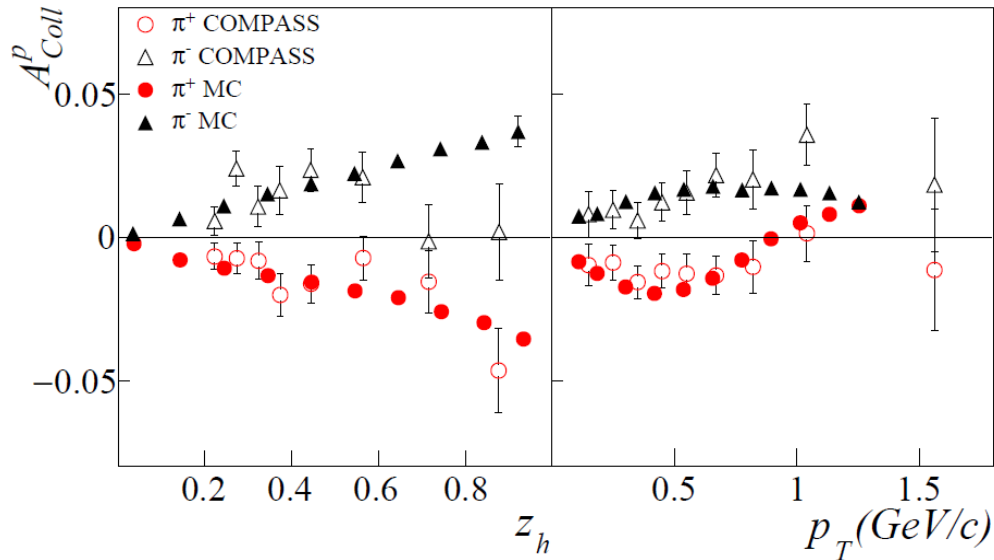 A^p_Coll
π+ COMPASS
π- COMPASS
π+ MC
π- MC
0.05
0
−0.05
0.2 0.4 0.6 0.8
0.5 1 1.5
z_h
p_T (GeV/c)